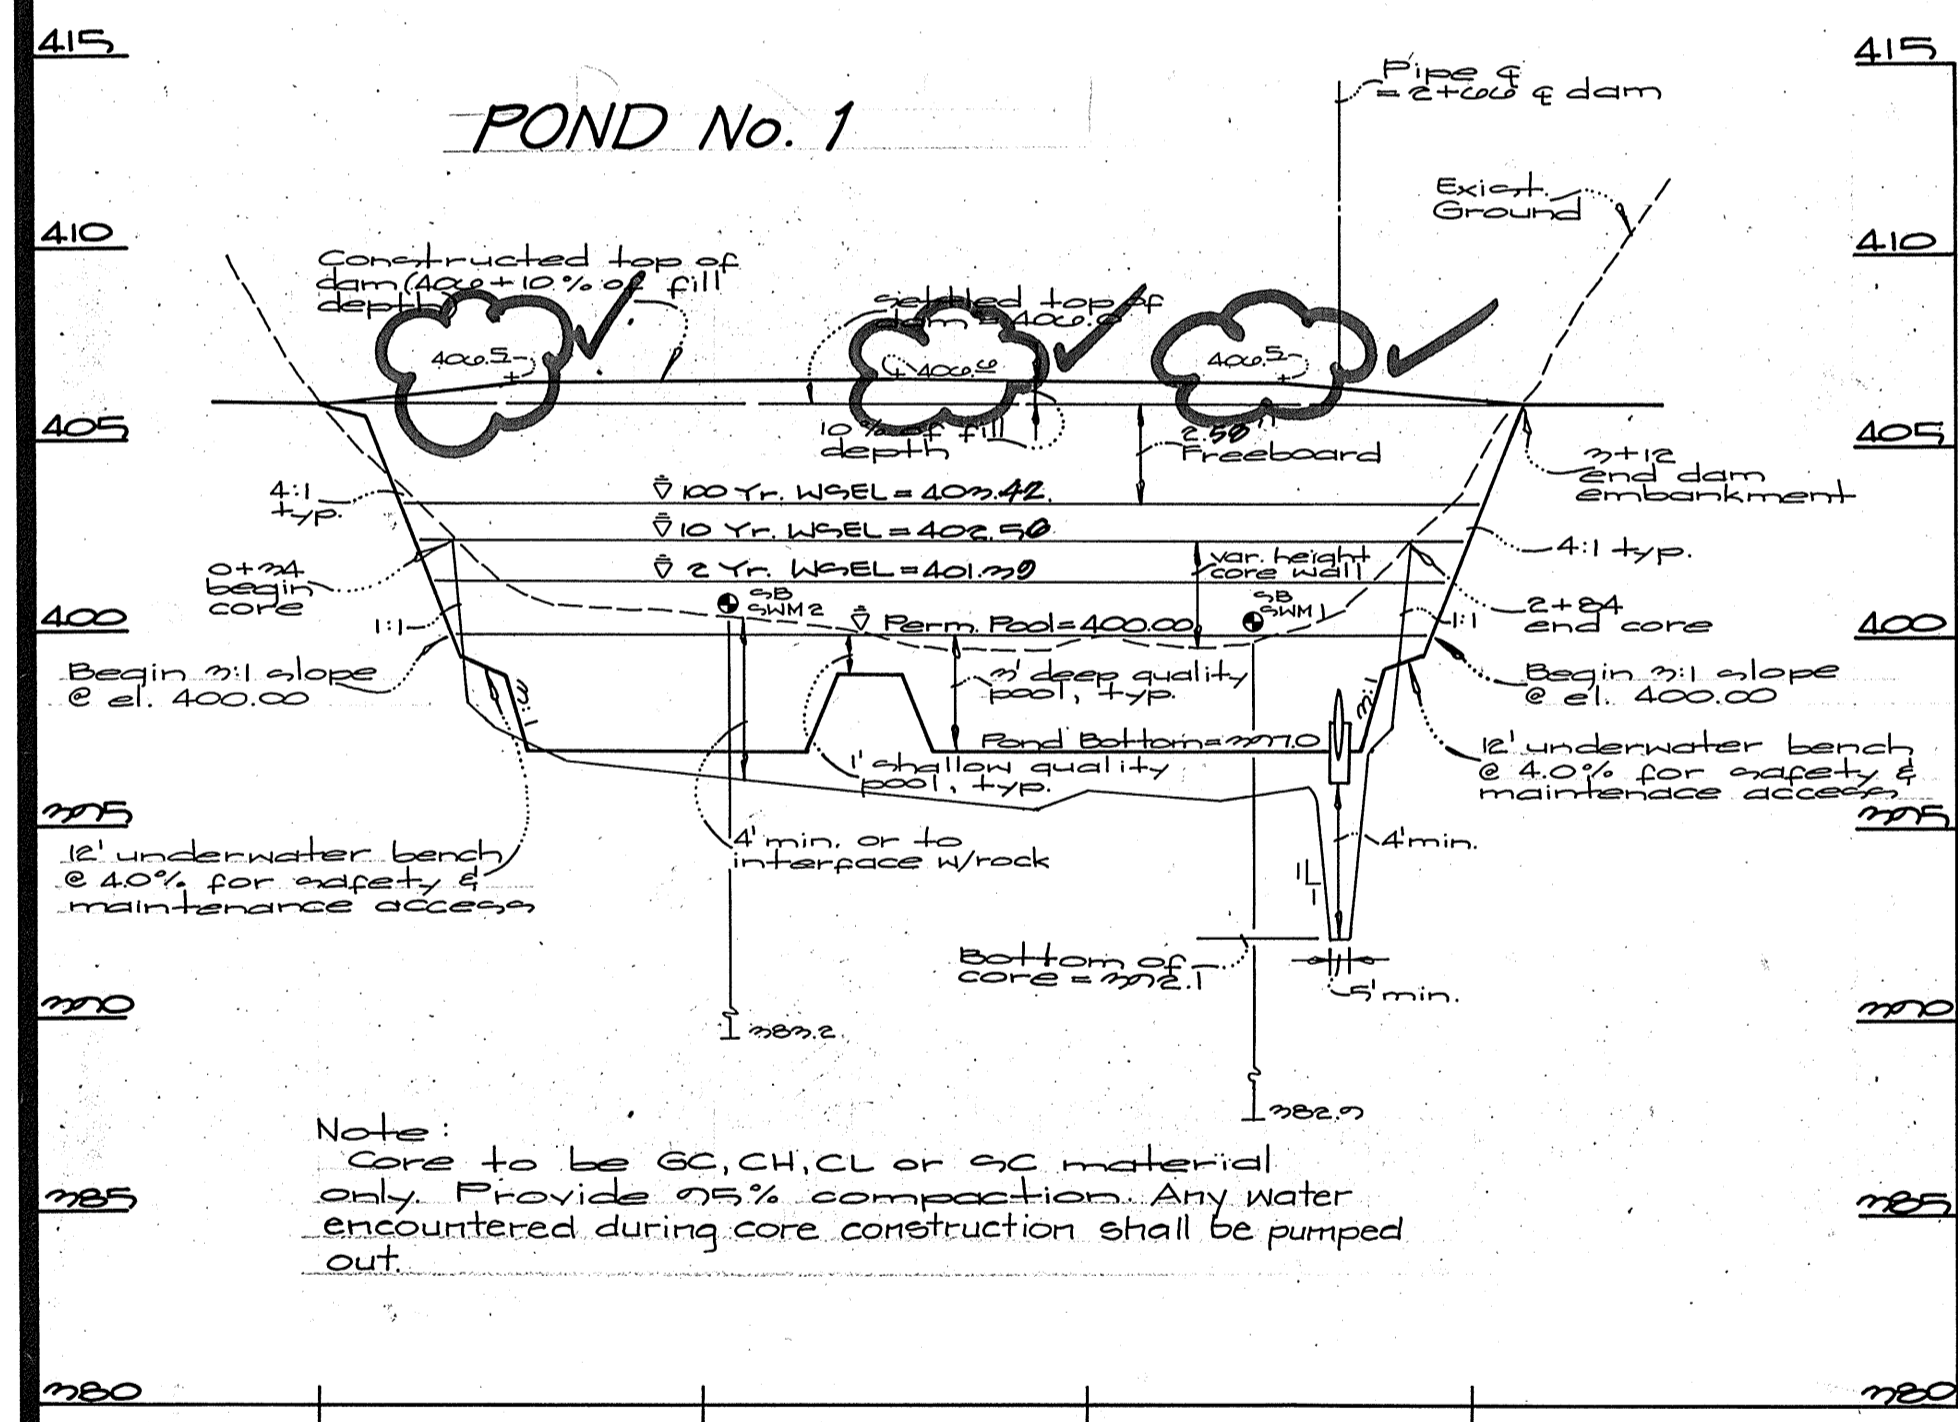 415
415
Pipe ⅊
= 2+66 ⅊ dam
POND No. 1
Exist.
Ground
410
410
Constructed top of
dam (406+10% of fill
depth)
settled top of
dam = 406.0
406.5
+
+ 406.6
406.5
+
405
405
10% of fill
depth
2.58'
Freeboard
3+12
end dam
embankment
4:1
typ.
100 Yr. WSEL = 403.42
10 Yr. WSEL = 402.50
4:1 typ.
2 Yr. WSEL = 401.39
var. height
core wall
0+34
begin
core
SB
SWM 2
SB
SWM 1
2+84
end core
400
400
1:1
Perm. Pool = 400.00
1:1
Begin 3:1 slope
@ el. 400.00
3' deep quality
pool, typ.
Begin 3:1 slope
@ el. 400.00
3:1
3:1
Pond Bottom = 397.0
1' shallow quality
pool, typ.
12' underwater bench
@ 4.0% for safety &
maintenace access
395
395
12' underwater bench
@ 4.0% for safety &
maintenance access
4' min. or to
interface w/rock
4' min.
1
1
Bottom of
core = 392.1
5' min.
390
390
383.2
382.9
Note:
Core to be GC, CH, CL or SC material
only. Provide 95% compaction. Any water
encountered during core construction shall be pumped
out.
385
385
380
380